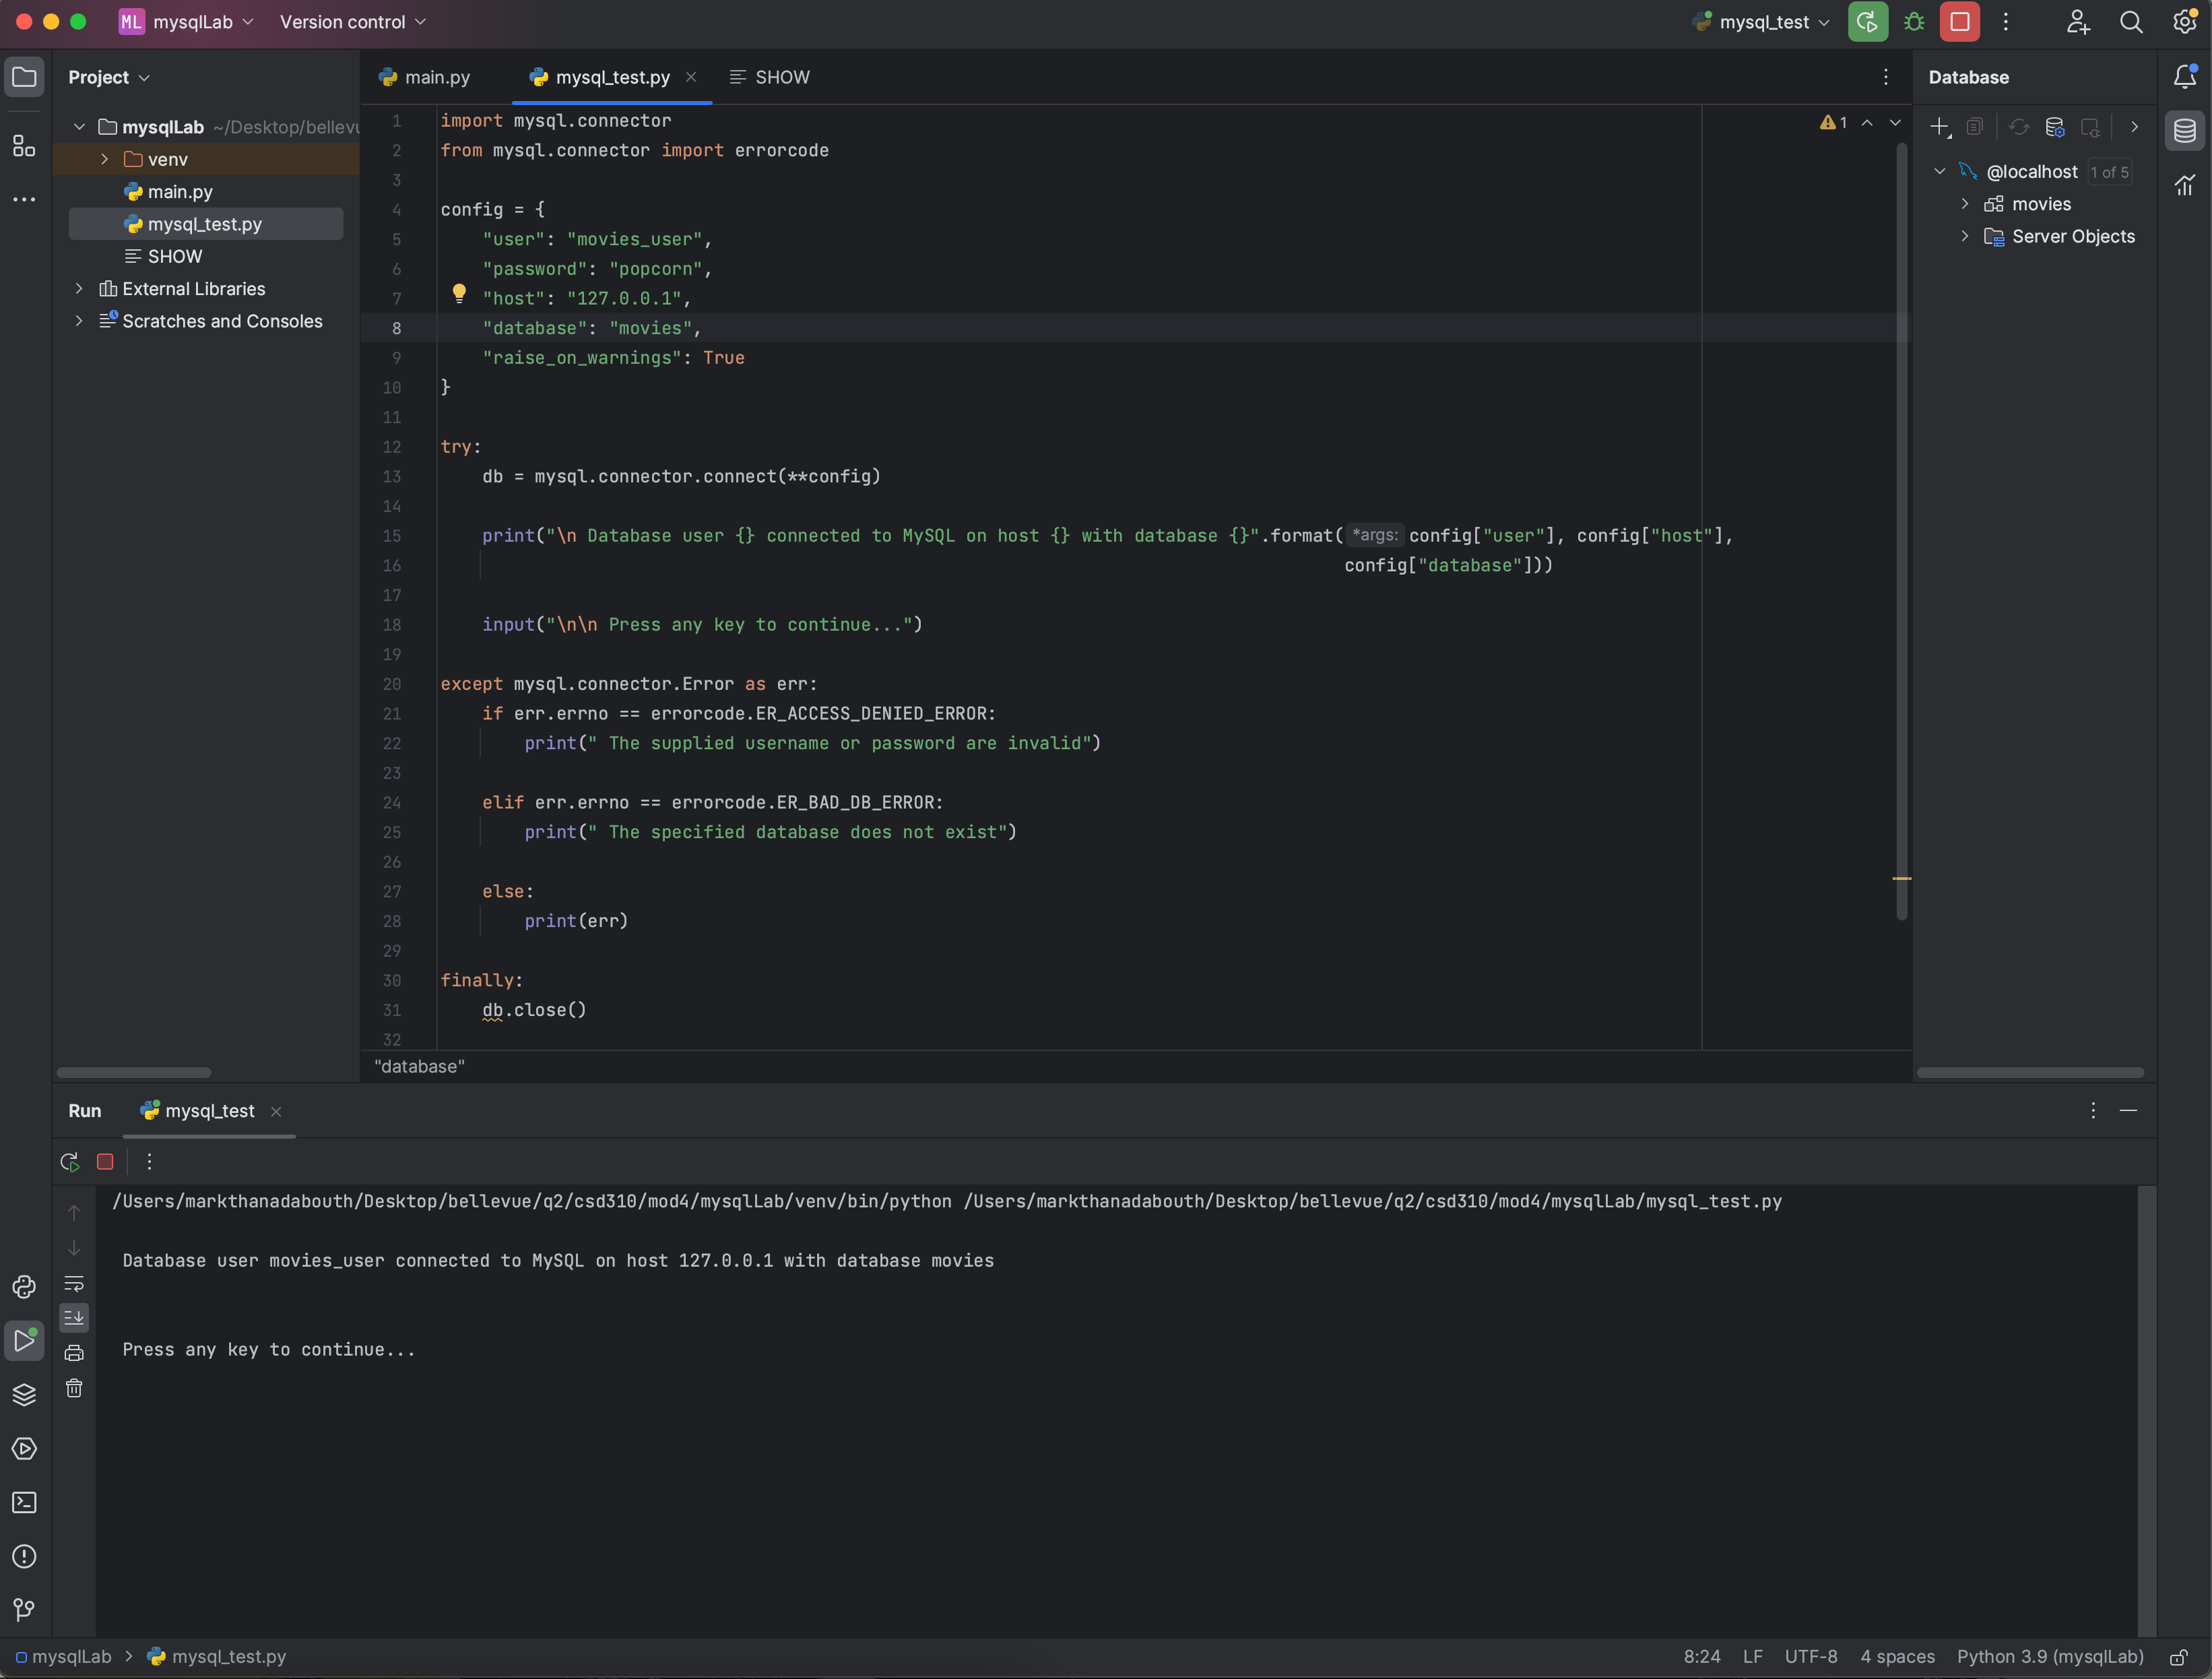 ML mysqlLab Version control mysql_test
Project
mysqlLab ~/Desktop/bellevu
venv
main.py
mysql_test.py
SHOW
External Libraries
Scratches and Consoles
main.py mysql_test.py SHOW
1 import mysql.connector
2 from mysql.connector import errorcode
3
4 config = {
5 "user": "movies_user",
6 "password": "popcorn",
7 "host": "127.0.0.1",
8 "database": "movies",
9 "raise_on_warnings": True
10 }
11
12 try:
13 db = mysql.connector.connect(**config)
14
15 print("\n Database user {} connected to MySQL on host {} with database {}".format( *args: config["user"], config["host"],
16 config["database"]))
17
18 input("\n\n Press any key to continue...")
19
20 except mysql.connector.Error as err:
21 if err.errno == errorcode.ER_ACCESS_DENIED_ERROR:
22 print(" The supplied username or password are invalid")
23
24 elif err.errno == errorcode.ER_BAD_DB_ERROR:
25 print(" The specified database does not exist")
26
27 else:
28 print(err)
29
30 finally:
31 db.close()
32
1
"database"
Database
@localhost 1 of 5
movies
Server Objects
Run mysql_test
/Users/markthanadabouth/Desktop/bellevue/q2/csd310/mod4/mysqlLab/venv/bin/python /Users/markthanadabouth/Desktop/bellevue/q2/csd310/mod4/mysqlLab/mysql_test.py
Database user movies_user connected to MySQL on host 127.0.0.1 with database movies
Press any key to continue...
mysqlLab > mysql_test.py 8:24 LF UTF-8 4 spaces Python 3.9 (mysqlLab)